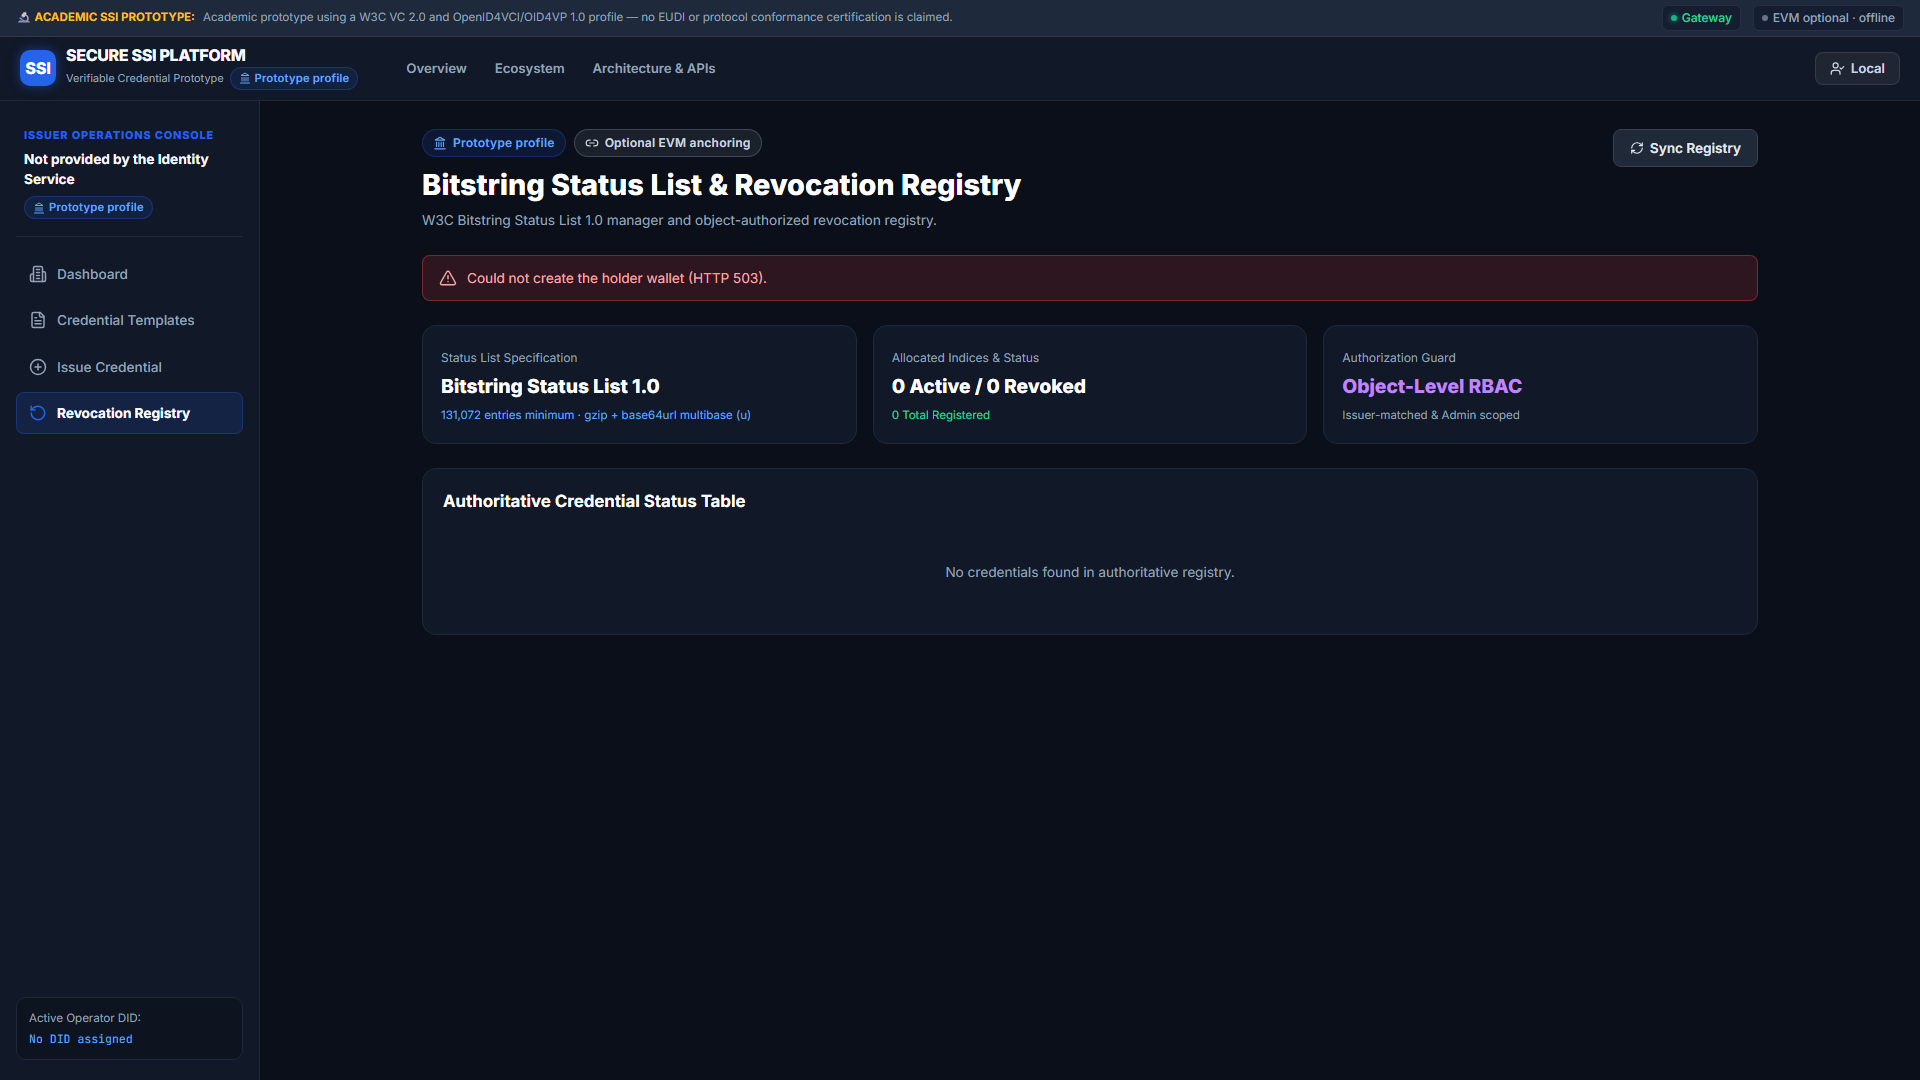 ACADEMIC SSI PROTOTYPE: Academic prototype using a W3C VC 2.0 and OpenID4VCI/OID4VP 1.0 profile — no EUDI or protocol conformance certification is claimed.
Gateway
EVM optional · offline
SSI
SECURE SSI PLATFORM
Verifiable Credential Prototype
Prototype profile
Overview
Ecosystem
Architecture & APIs
Local
ISSUER OPERATIONS CONSOLE
Not provided by the Identity
Service
Prototype profile
Dashboard
Credential Templates
Issue Credential
Revocation Registry
Active Operator DID:
No DID assigned
Prototype profile
Optional EVM anchoring
Sync Registry
Bitstring Status List & Revocation Registry
W3C Bitstring Status List 1.0 manager and object-authorized revocation registry.
Could not create the holder wallet (HTTP 503).
Status List Specification
Bitstring Status List 1.0
131,072 entries minimum · gzip + base64url multibase (u)
Allocated Indices & Status
0 Active / 0 Revoked
0 Total Registered
Authorization Guard
Object-Level RBAC
Issuer-matched & Admin scoped
Authoritative Credential Status Table
No credentials found in authoritative registry.